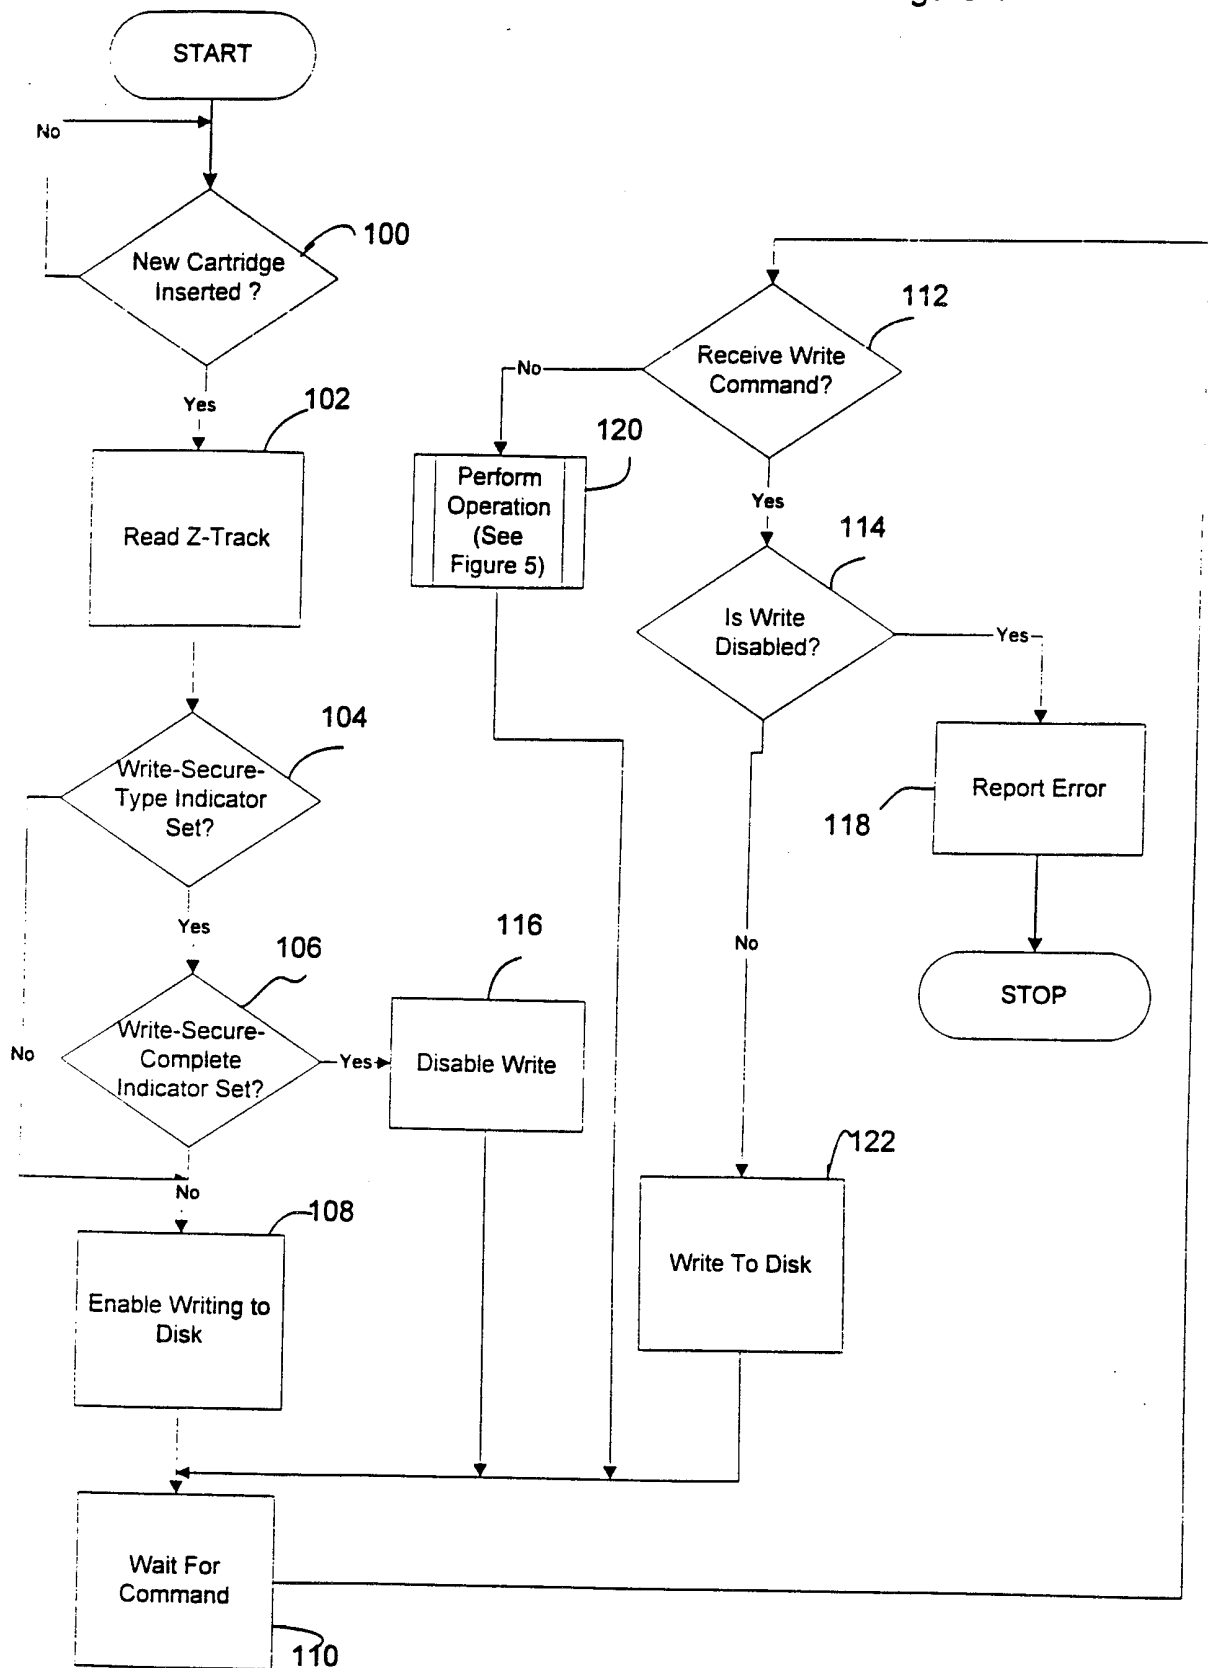 START
No
New Cartridge
Inserted ?
100
Yes
102
Read Z-Track
104
Write-Secure-
Type Indicator
Set?
Yes
106
Write-Secure-
Complete
Indicator Set?
No
Yes
116
Disable Write
No
108
Enable Writing to
Disk
Wait For
Command
110
112
Receive Write
Command?
No
120
Perform
Operation
(See
Figure 5)
Yes
114
Is Write
Disabled?
Yes
Report Error
118
STOP
No
122
Write To Disk